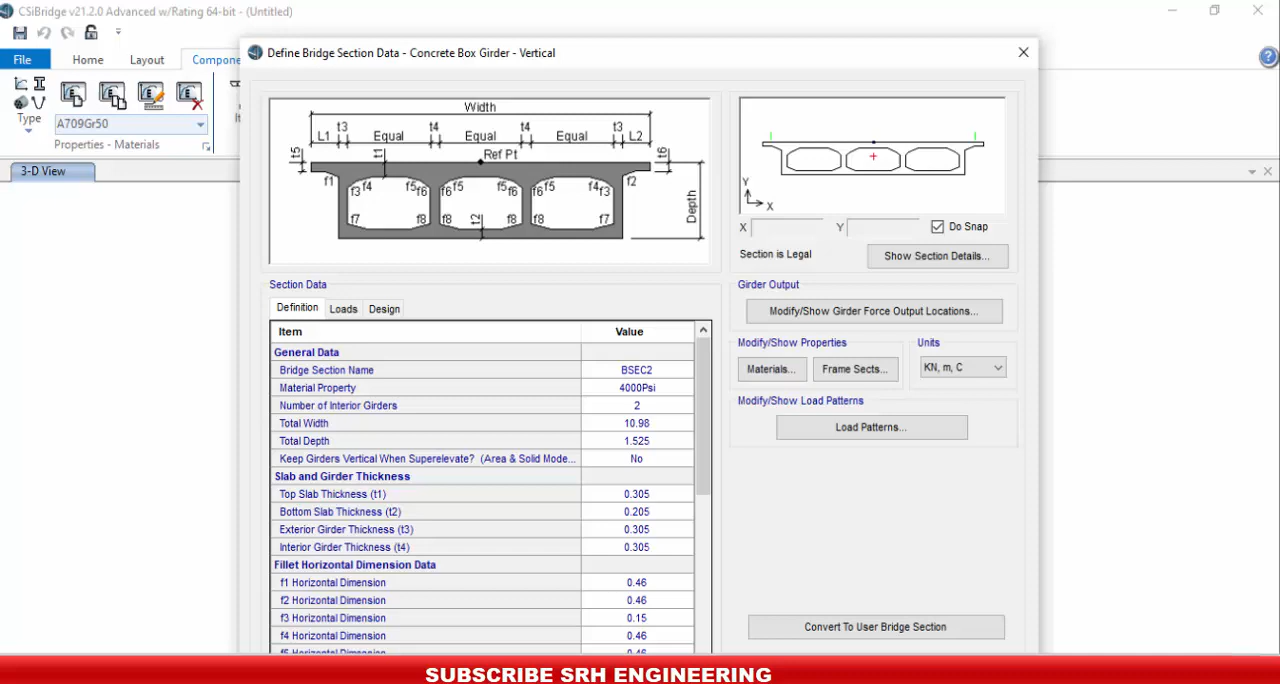 CSiBridge v21.2.0 Advanced w/Rating 64-bit - (Untitled)
File
Home
Layout
Compone
Type
A709Gr50
Properties - Materials
3-D View
Define Bridge Section Data - Concrete Box Girder - Vertical
Width
L1 t3 Equal t4 Equal t4 Equal t3 L2
t5 t1 Ref Pt t6
f1 f3 f4 f5 f6 f6 f5 f5 f6 f6 f5 f4 f3 f2
f7 f8 f8 t2 f8 f8 f7
Depth
Y
X
X Y Do Snap
Section is Legal
Show Section Details...
Section Data
Definition Loads Design
Item Value
General Data
Bridge Section Name BSEC2
Material Property 4000Psi
Number of Interior Girders 2
Total Width 10.98
Total Depth 1.525
Keep Girders Vertical When Superelevate? (Area & Solid Mode... No
Slab and Girder Thickness
Top Slab Thickness (t1) 0.305
Bottom Slab Thickness (t2) 0.205
Exterior Girder Thickness (t3) 0.305
Interior Girder Thickness (t4) 0.305
Fillet Horizontal Dimension Data
f1 Horizontal Dimension 0.46
f2 Horizontal Dimension 0.46
f3 Horizontal Dimension 0.15
f4 Horizontal Dimension 0.46
f5 Horizontal Dimension 0.46
Girder Output
Modify/Show Girder Force Output Locations...
Modify/Show Properties
Materials...
Frame Sects...
Units
KN, m, C
Modify/Show Load Patterns
Load Patterns...
Convert To User Bridge Section
SUBSCRIBE SRH ENGINEERING